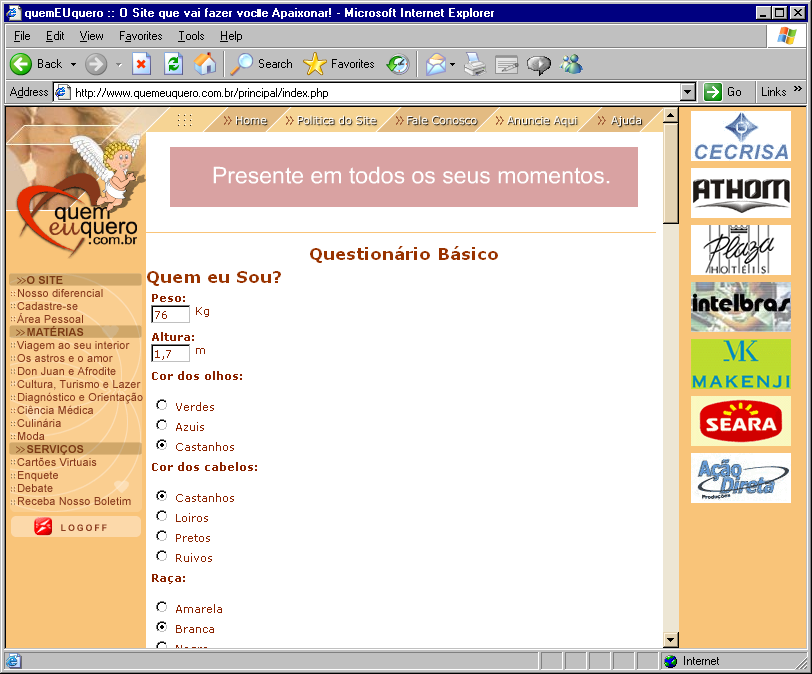 quemEUquero :: O Site que vai fazer você Apaixonar! - Microsoft Internet Explorer
File Edit View Favorites Tools Help
Back Search Favorites
Address http://www.quemeuquero.com.br/principal/index.php Go Links »
» Home » Politica do Site » Fale Conosco » Anuncie Aqui » Ajuda
quem
eu quero
.com.br
Presente em todos os seus momentos.
Questionário Básico
Quem eu Sou?
Peso:
76 Kg
Altura:
1,7 m
Cor dos olhos:
Verdes
Azuis
Castanhos
Cor dos cabelos:
Castanhos
Loiros
Pretos
Ruivos
Raça:
Amarela
Branca
»O SITE
::Nosso diferencial
::Cadastre-se
::Área Pessoal
»MATÉRIAS
::Viagem ao seu interior
::Os astros e o amor
::Don Juan e Afrodite
::Cultura, Turismo e Lazer
::Diagnóstico e Orientação
::Ciência Médica
::Culinária
::Moda
»SERVIÇOS
::Cartões Virtuais
::Enquete
::Debate
::Receba Nosso Boletim
LOGOFF
CECRISA
ATHOM
Plaza
HOTÉIS
intelbras
MK
MAKENJI
SEARA
Ação
Direta
Produções
Internet